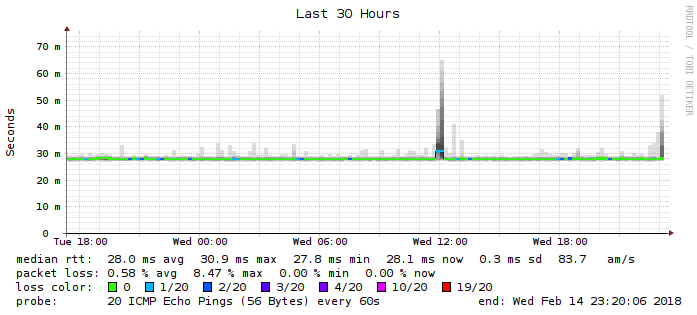 Last 30 Hours
RRDTOOL / TOBI OETIKER
Seconds
70 m
60 m
50 m
40 m
30 m
20 m
10 m
0
Tue 18:00 Wed 00:00 Wed 06:00 Wed 12:00 Wed 18:00
median rtt: 28.0 ms avg 30.9 ms max 27.8 ms min 28.1 ms now 0.3 ms sd 83.7 am/s
packet loss: 0.58 % avg 8.47 % max 0.00 % min 0.00 % now
loss color: 0 1/20 2/20 3/20 4/20 10/20 19/20
probe: 20 ICMP Echo Pings (56 Bytes) every 60s end: Wed Feb 14 23:20:06 2018